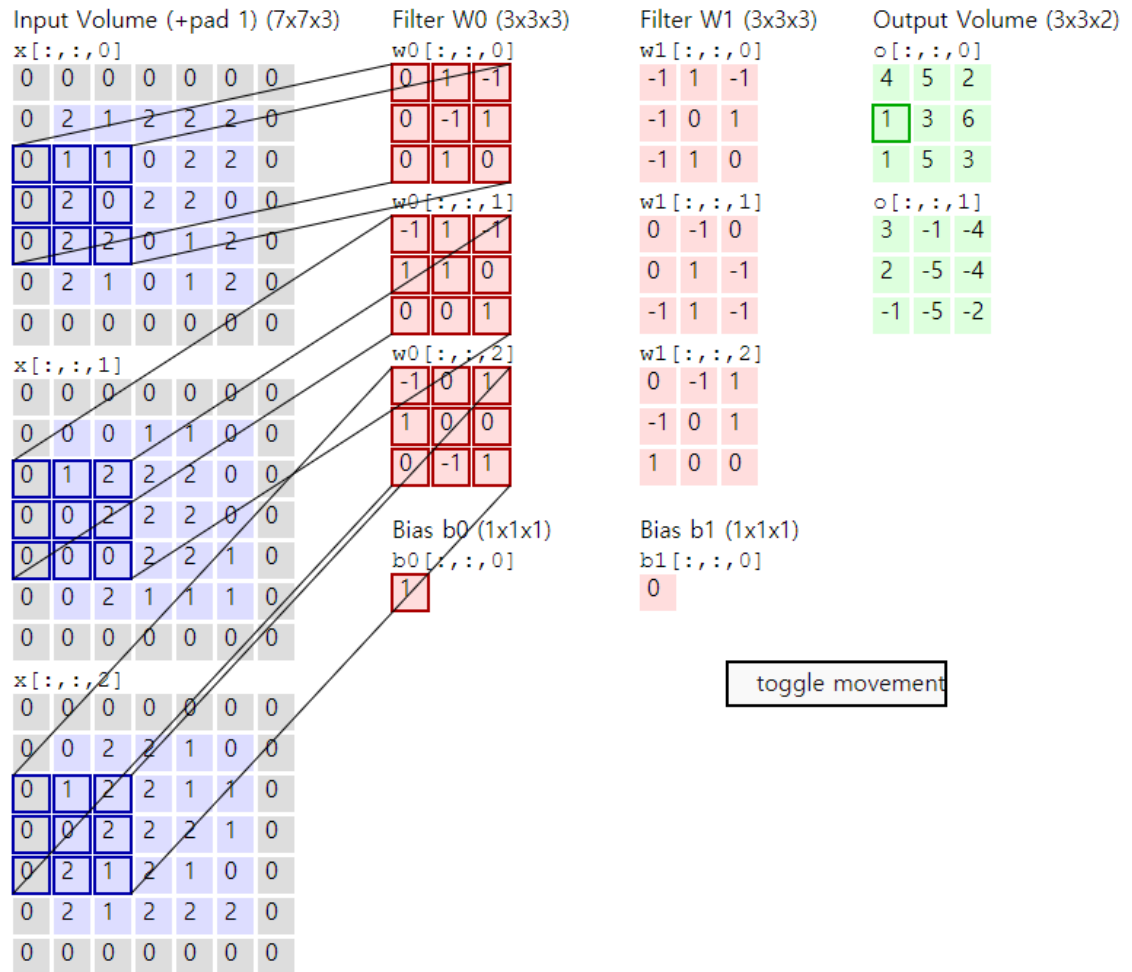 Input Volume (+pad 1) (7x7x3)
x[:,:,0]
0 0 0 0 0 0 0
0 2 1 2 2 2 0
0 1 1 0 2 2 0
0 2 0 2 2 0 0
0 2 2 0 1 2 0
0 2 1 0 1 2 0
0 0 0 0 0 0 0
x[:,:,1]
0 0 0 0 0 0 0
0 0 0 1 1 0 0
0 1 2 2 2 0 0
0 0 2 2 2 0 0
0 0 0 2 2 1 0
0 0 2 1 1 1 0
0 0 0 0 0 0 0
x[:,:,2]
0 0 0 0 0 0 0
0 0 2 2 1 0 0
0 1 2 2 1 1 0
0 0 2 2 2 1 0
0 2 1 2 1 0 0
0 2 1 2 2 2 0
0 0 0 0 0 0 0
Filter W0 (3x3x3)
w0[:,:,0]
0 1 -1
0 -1 1
0 1 0
w0[:,:,1]
-1 1 -1
1 1 0
0 0 1
w0[:,:,2]
-1 0 1
1 0 0
0 -1 1
Bias b0 (1x1x1)
b0[:,:,0]
1
Filter W1 (3x3x3)
w1[:,:,0]
-1 1 -1
-1 0 1
-1 1 0
w1[:,:,1]
0 -1 0
0 1 -1
-1 1 -1
w1[:,:,2]
0 -1 1
-1 0 1
1 0 0
Bias b1 (1x1x1)
b1[:,:,0]
0
Output Volume (3x3x2)
o[:,:,0]
4 5 2
1 3 6
1 5 3
o[:,:,1]
3 -1 -4
2 -5 -4
-1 -5 -2
toggle movement